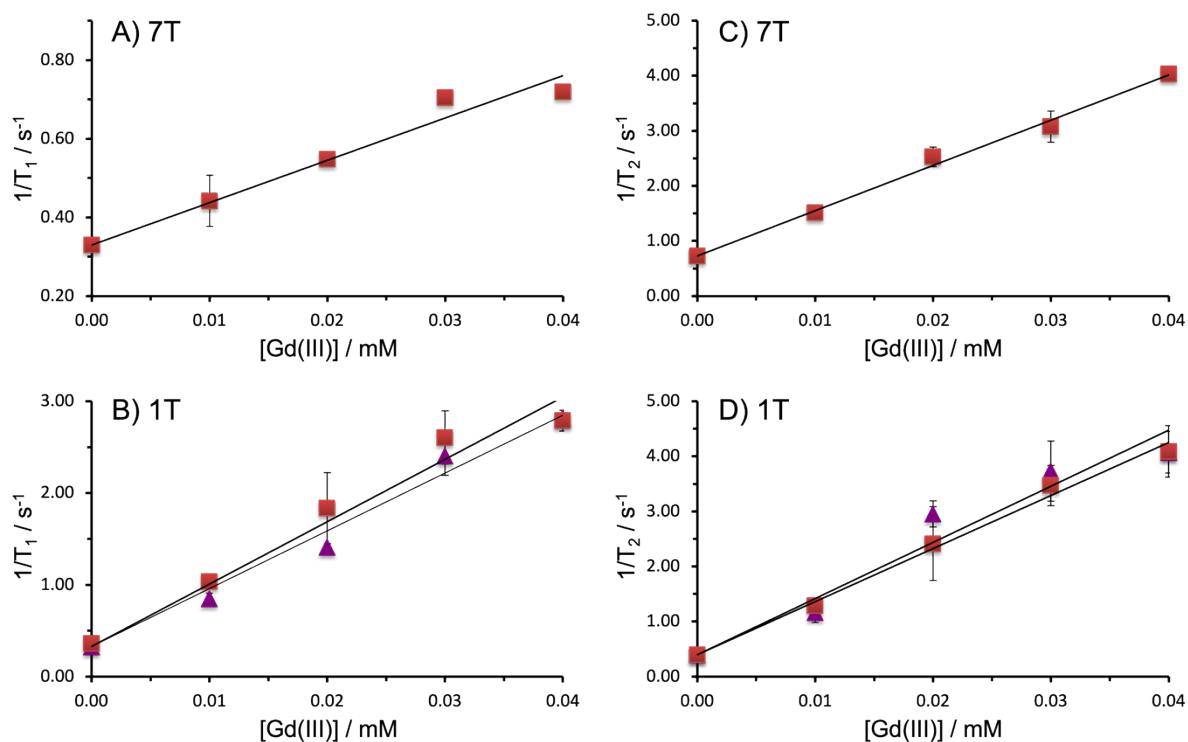 A) 7T
1/T1 / s-1
0.80
0.60
0.40
0.20
0.00 0.01 0.02 0.03 0.04
[Gd(III)] / mM
C) 7T
1/T2 / s-1
5.00
4.00
3.00
2.00
1.00
0.00
0.00 0.01 0.02 0.03 0.04
[Gd(III)] / mM
B) 1T
1/T1 / s-1
3.00
2.00
1.00
0.00
0.00 0.01 0.02 0.03 0.04
[Gd(III)] / mM
D) 1T
1/T2 / s-1
5.00
4.00
3.00
2.00
1.00
0.00
0.00 0.01 0.02 0.03 0.04
[Gd(III)] / mM